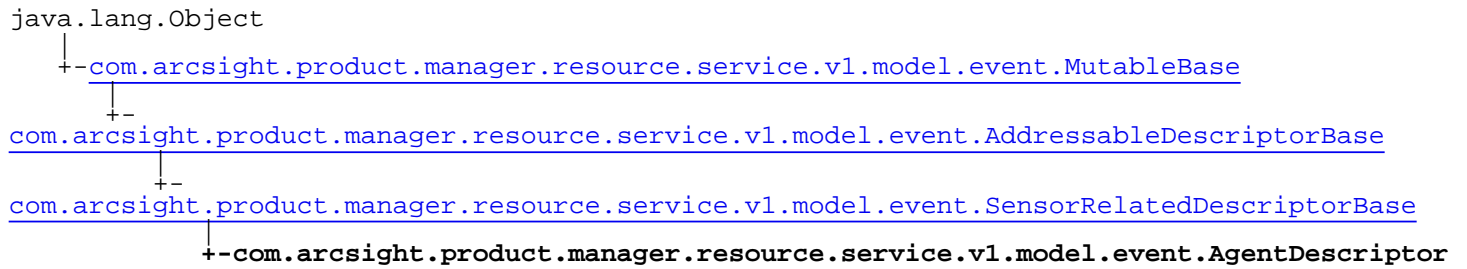 java.lang.Object
+-com.arcsight.product.manager.resource.service.v1.model.event.MutableBase
+-
com.arcsight.product.manager.resource.service.v1.model.event.AddressableDescriptorBase
+-
com.arcsight.product.manager.resource.service.v1.model.event.SensorRelatedDescriptorBase
+-com.arcsight.product.manager.resource.service.v1.model.event.AgentDescriptor